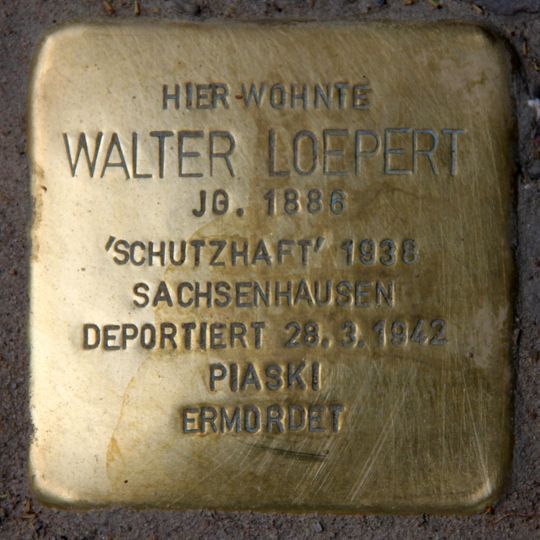 HIER WOHNTE
WALTER LOEPERT
JG. 1886
'SCHUTZHAFT' 1938
SACHSENHAUSEN
DEPORTIERT 28.3.1942
PIASKI
ERMORDET